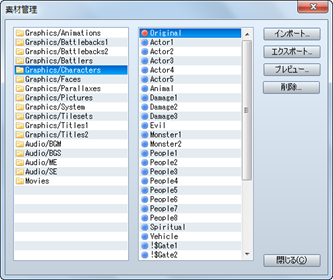 素材管理
Graphics/Animations
Graphics/Battlebacks1
Graphics/Battlebacks2
Graphics/Battlers
Graphics/Characters
Graphics/Faces
Graphics/Parallaxes
Graphics/Pictures
Graphics/System
Graphics/Tilesets
Graphics/Titles1
Graphics/Titles2
Audio/BGM
Audio/BGS
Audio/ME
Audio/SE
Movies
Original
Actor1
Actor2
Actor3
Actor4
Actor5
Animal
Damage1
Damage2
Damage3
Evil
Monster1
Monster2
People1
People2
People3
People4
People5
People6
People7
People8
Spiritual
Vehicle
!$Gate1
!$Gate2
インポート...
エクスポート...
プレビュー...
削除...
閉じる(C)